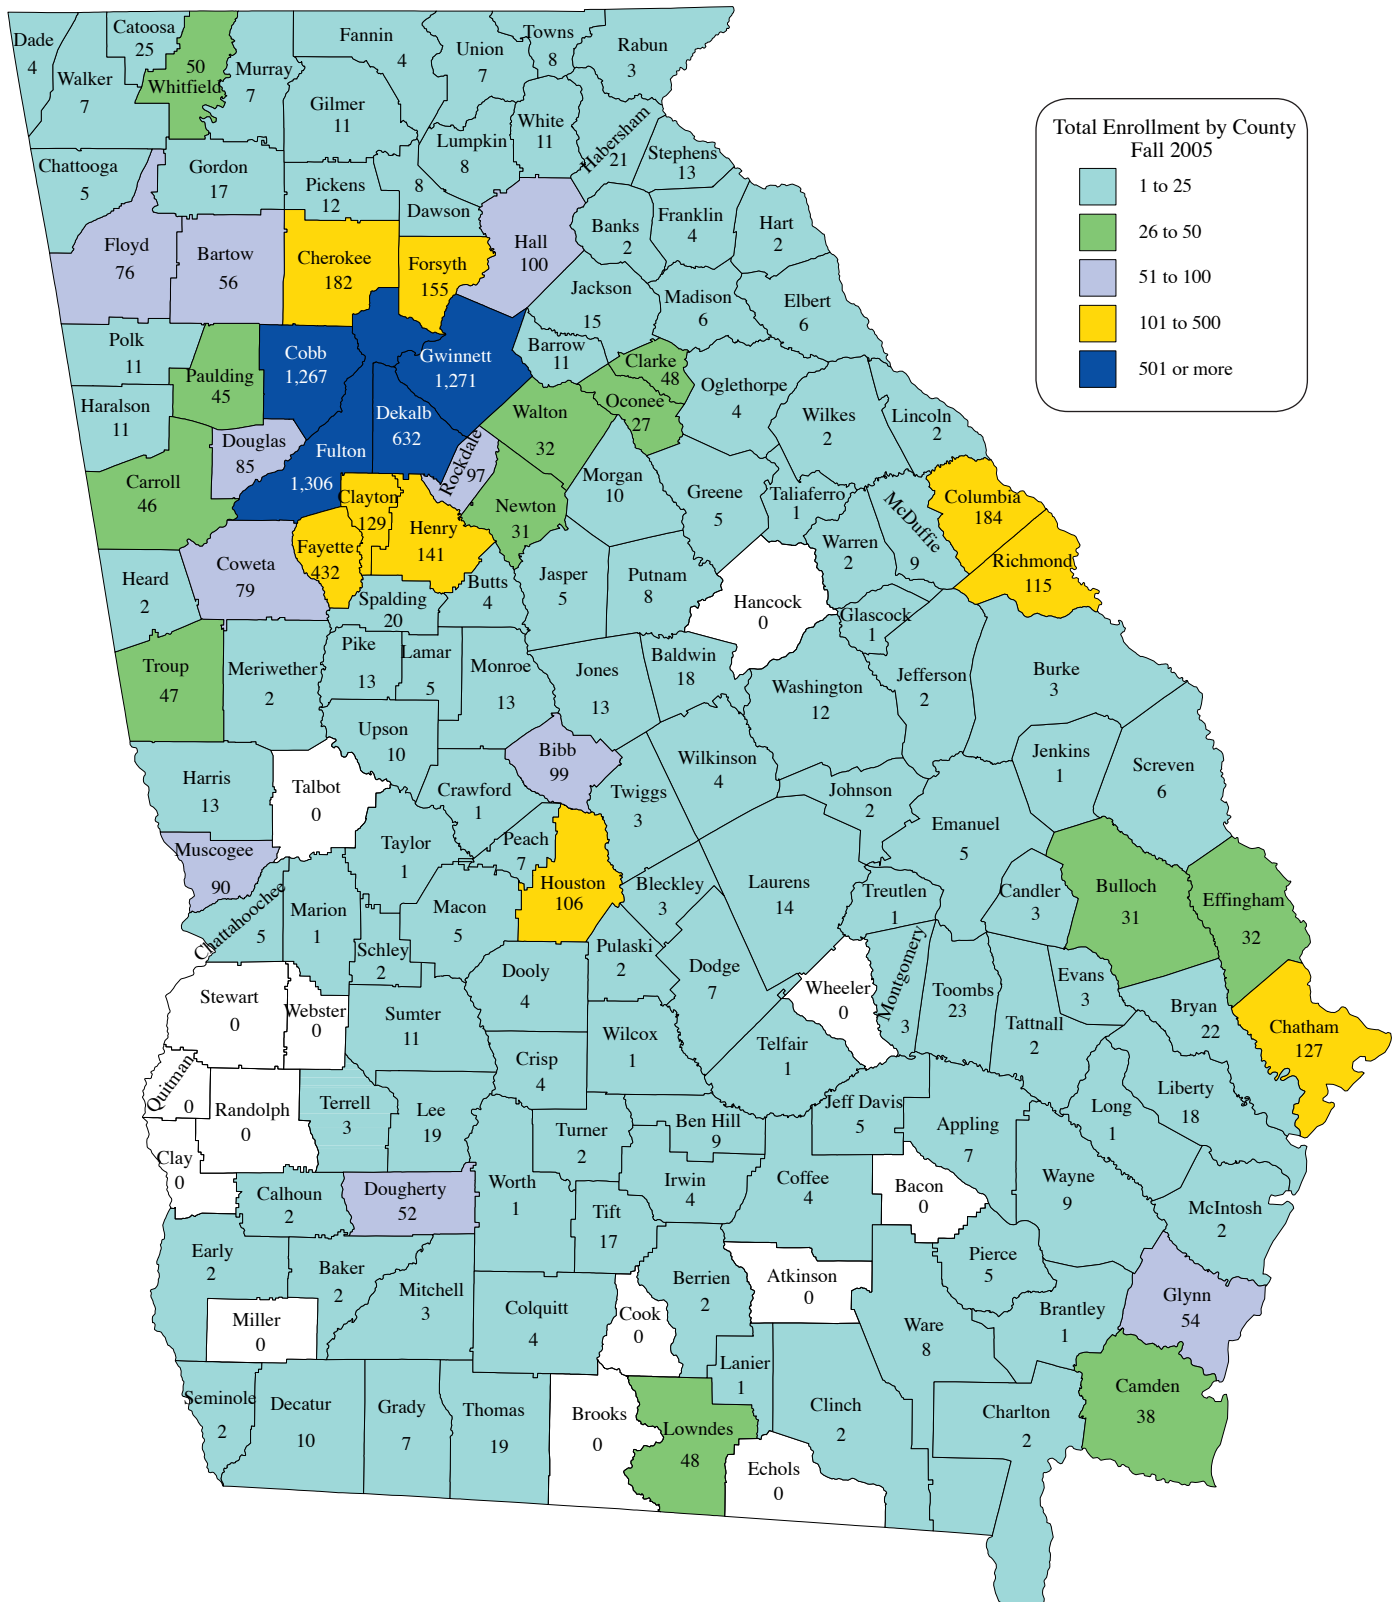 Total Enrollment by County
Fall 2005
1 to 25
26 to 50
51 to 100
101 to 500
501 or more
Dade
4
Walker
7
Catoosa
25
50
Whitfield
Murray
7
Fannin
4
Gilmer
11
Union
7
Towns
8
Rabun
3
White
11
Lumpkin
8
Habersham
21
Stephens
13
Chattooga
5
Gordon
17
Pickens
12
8
Dawson
Floyd
76
Bartow
56
Cherokee
182
Forsyth
155
Hall
100
Banks
2
Franklin
4
Hart
2
Jackson
15
Madison
6
Elbert
6
Polk
11
Paulding
45
Cobb
1,267
Gwinnett
1,271
Barrow
11
Clarke
48
Oconee
27
Oglethorpe
4
Wilkes
2
Lincoln
2
Haralson
11
Douglas
85
Fulton
1,306
Dekalb
632
Rockdale
97
Walton
32
Morgan
10
Greene
5
Taliaferro
1
McDuffie
9
Columbia
184
Richmond
115
Carroll
46
Clayton
129
Henry
141
Newton
31
Fayette
432
Coweta
79
Heard
2
Spalding
20
Butts
4
Jasper
5
Putnam
8
Hancock
0
Warren
2
Glascock
1
Troup
47
Meriwether
2
Pike
13
Lamar
5
Monroe
13
Jones
13
Baldwin
18
Washington
12
Jefferson
2
Burke
3
Upson
10
Bibb
99
Wilkinson
4
Twiggs
3
Johnson
2
Jenkins
1
Screven
6
Harris
13
Talbot
0
Crawford
1
Peach
7
Taylor
1
Houston
106
Emanuel
5
Muscogee
90
Chattahoochee
5
Marion
1
Macon
5
Schley
2
Bleckley
3
Laurens
14
Treutlen
1
Candler
3
Bulloch
31
Effingham
32
Pulaski
2
Dooly
4
Dodge
7
Wheeler
0
Montgomery
3
Toombs
23
Tattnall
2
Evans
3
Bryan
22
Chatham
127
Stewart
0
Webster
0
Sumter
11
Crisp
4
Wilcox
1
Telfair
1
Liberty
18
Long
1
Quitman
0
Randolph
0
Terrell
3
Lee
19
Turner
2
Ben Hill
9
Jeff Davis
5
Appling
7
Wayne
9
McIntosh
2
Clay
0
Calhoun
2
Dougherty
52
Worth
1
Tift
17
Irwin
4
Coffee
4
Bacon
0
Pierce
5
Early
2
Baker
2
Mitchell
3
Miller
0
Colquitt
4
Cook
0
Berrien
2
Atkinson
0
Ware
8
Brantley
1
Glynn
54
Camden
38
Lanier
1
Clinch
2
Charlton
2
Seminole
2
Decatur
10
Grady
7
Thomas
19
Brooks
0
Lowndes
48
Echols
0